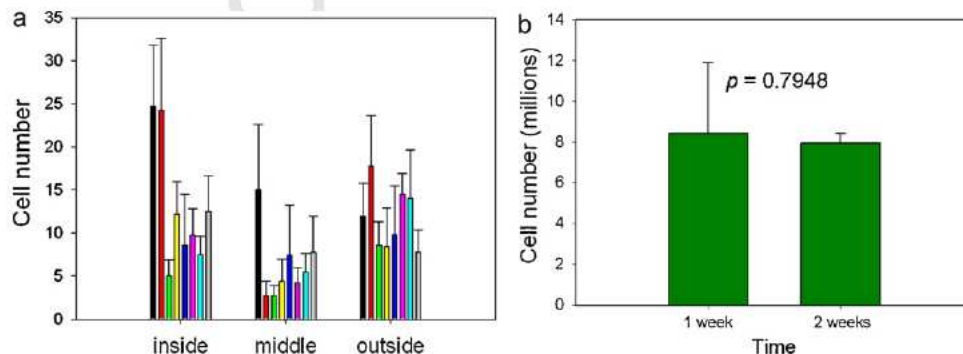 a
35
30
25
20
15
10
5
0
Cell number
inside middle outside
b
14
12
10
8
6
4
2
0
Cell number (millions)
p = 0.7948
1 week 2 weeks
Time